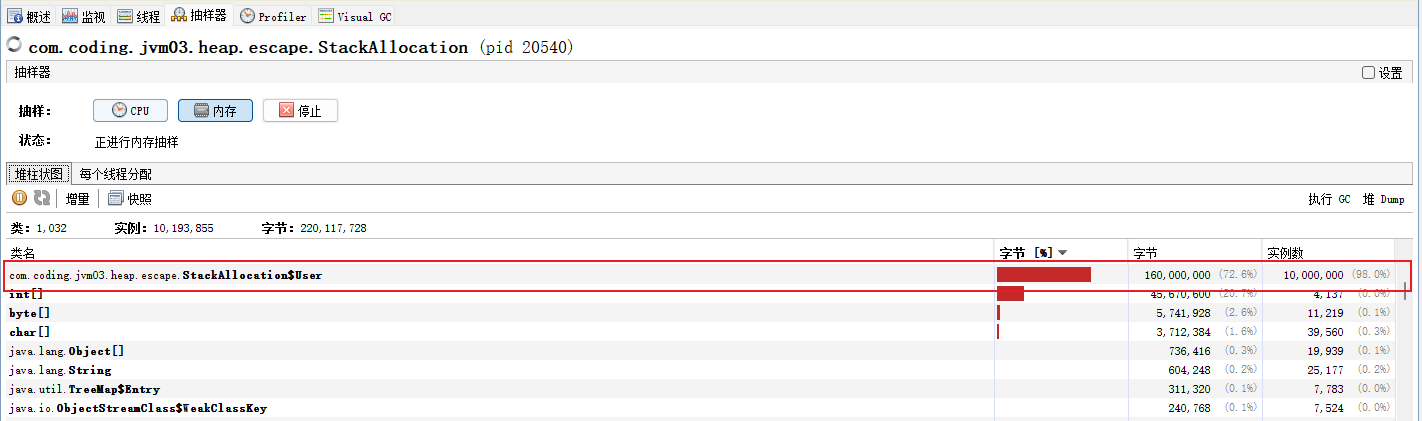 概述 监视 线程 抽样器 Profiler Visual GC
com.coding.jvm03.heap.escape.StackAllocation (pid 20540)
抽样器 设置
抽样: CPU 内存 停止
状态: 正进行内存抽样
堆柱状图 每个线程分配
增量 快照 执行 GC 堆 Dump
类: 1,032 实例: 10,193,855 字节: 220,117,728
类名 字节 [%] 字节 实例数
com.coding.jvm03.heap.escape.StackAllocation$User 160,000,000 (72.6%) 10,000,000 (98.0%)
int[] 45,670,600 (20.7%) 4,137 (0.0%)
byte[] 5,741,928 (2.6%) 11,219 (0.1%)
char[] 3,712,384 (1.6%) 39,560 (0.3%)
java.lang.Object[] 736,416 (0.3%) 19,939 (0.1%)
java.lang.String 604,248 (0.2%) 25,177 (0.2%)
java.util.TreeMap$Entry 311,320 (0.1%) 7,783 (0.0%)
java.io.ObjectStreamClass$WeakClassKey 240,768 (0.1%) 7,524 (0.0%)